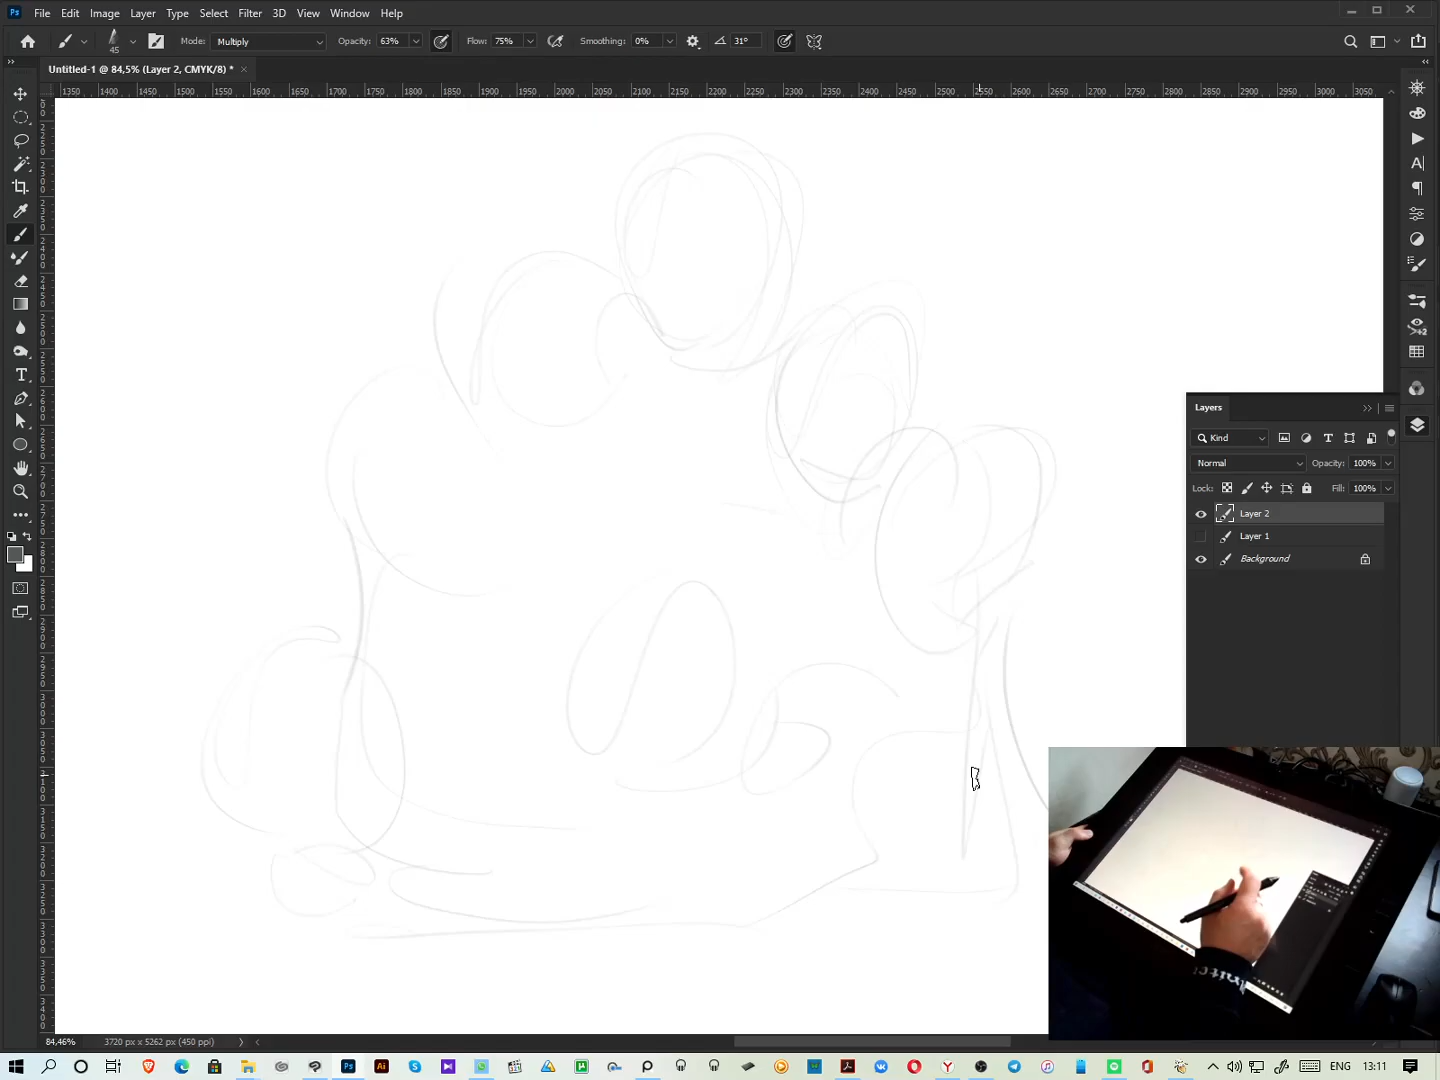 File Edit Image Layer Type Select Filter 3D View Window Help
45 Mode: Multiply Opacity: 63% Flow: 75% Smoothing: 0% 31°
Untitled-1 @ 84,5% (Layer 2, CMYK/8) * ×
1350 1400 1450 1500 1550 1600 1650 1700 1750 1800 1850 1900 1950 2000 2050 2100 2150 2200 2250 2300 2350 2400 2450 2500 2550 2600 2650 2700 2750 2800 2850 2900 2950 3000 3050
Layers
Kind
Normal Opacity: 100%
Lock: Fill: 100%
Layer 2
Layer 1
Background
84,46% 3720 px x 5262 px (450 ppi)
ENG 13:11